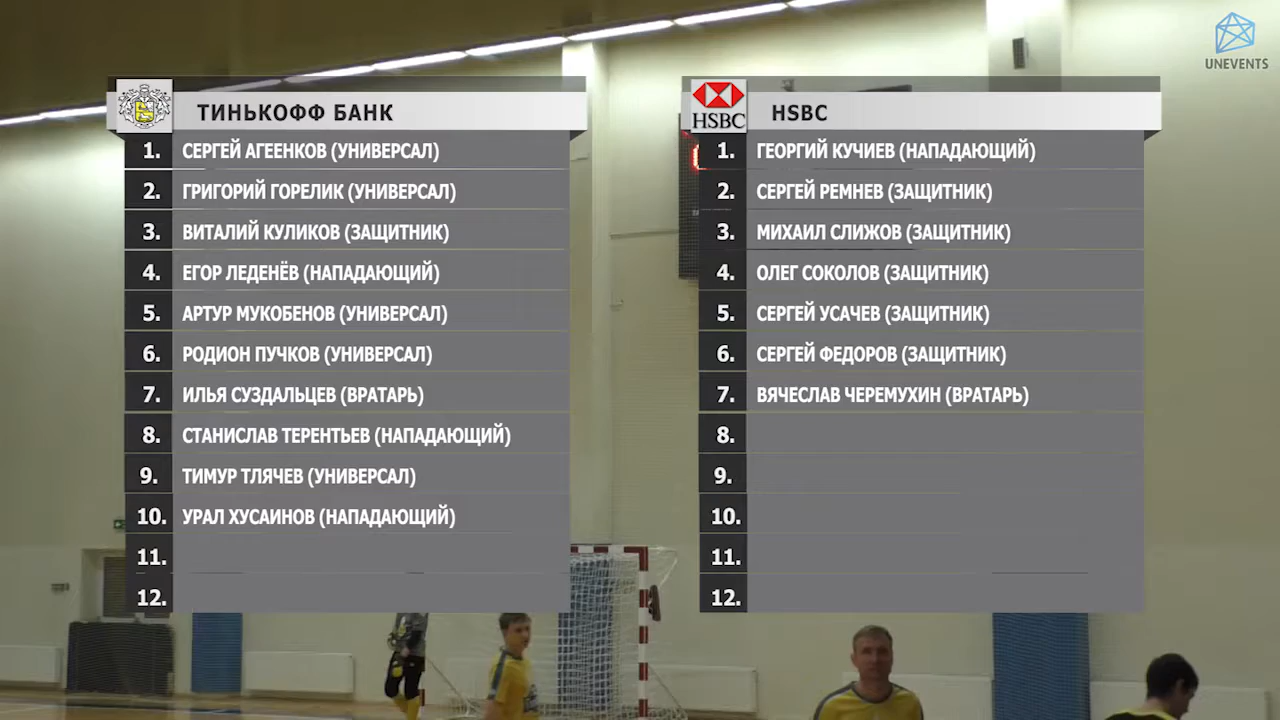 UNEVENTS
ТИНЬКОФФ БАНК
1. СЕРГЕЙ АГЕЕНКОВ (УНИВЕРСАЛ)
2. ГРИГОРИЙ ГОРЕЛИК (УНИВЕРСАЛ)
3. ВИТАЛИЙ КУЛИКОВ (ЗАЩИТНИК)
4. ЕГОР ЛЕДЕНЁВ (НАПАДАЮЩИЙ)
5. АРТУР МУКОБЕНОВ (УНИВЕРСАЛ)
6. РОДИОН ПУЧКОВ (УНИВЕРСАЛ)
7. ИЛЬЯ СУЗДАЛЬЦЕВ (ВРАТАРЬ)
8. СТАНИСЛАВ ТЕРЕНТЬЕВ (НАПАДАЮЩИЙ)
9. ТИМУР ТЛЯЧЕВ (УНИВЕРСАЛ)
10. УРАЛ ХУСАИНОВ (НАПАДАЮЩИЙ)
11.
12.
HSBC
HSBC
1. ГЕОРГИЙ КУЧИЕВ (НАПАДАЮЩИЙ)
2. СЕРГЕЙ РЕМНЕВ (ЗАЩИТНИК)
3. МИХАИЛ СЛИЖОВ (ЗАЩИТНИК)
4. ОЛЕГ СОКОЛОВ (ЗАЩИТНИК)
5. СЕРГЕЙ УСАЧЕВ (ЗАЩИТНИК)
6. СЕРГЕЙ ФЕДОРОВ (ЗАЩИТНИК)
7. ВЯЧЕСЛАВ ЧЕРЕМУХИН (ВРАТАРЬ)
8.
9.
10.
11.
12.